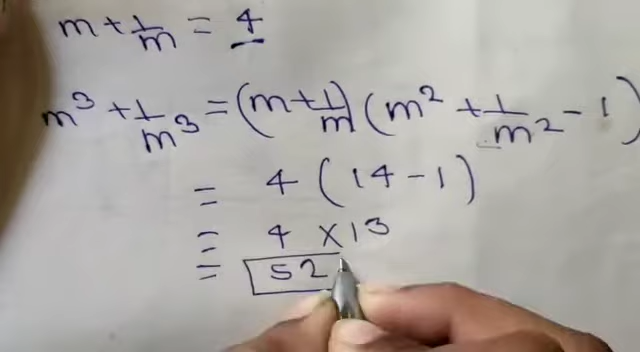 m + 1/m = 4
m³ + 1/m³ = (m + 1/m) (m² + 1/m² - 1)
= 4 (14 - 1)
= 4 × 13
= 52